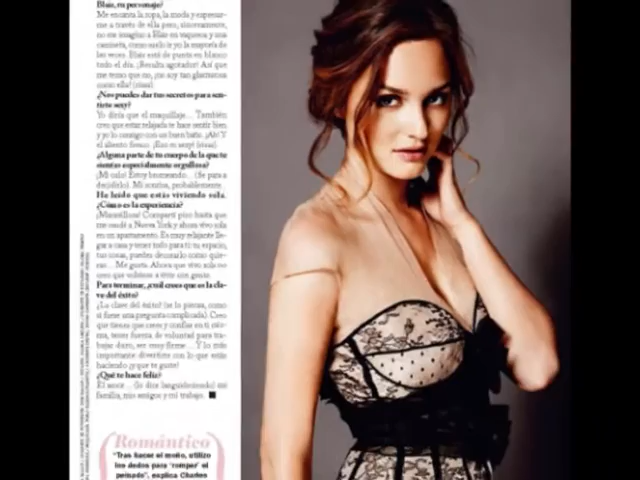 Blair, tu personaje?
Me encanta la ropa, la moda y expresar-
me a través de ella pero, sinceramente,
no me imagino a Blair en vaqueros y una
camiseta, como suelo ir yo la mayoría de
las veces. Blair está de punta en blanco
todo el día. ¡Resulta agotador! Así que
me temo que no, ¡no soy tan glamurosa
como ella! (risas)
¿Nos puedes dar tus secretos para sen-
tirte sexy?
Yo diría que el maquillaje... También
creo que estar relajada te hace sentir bien
y yo lo consigo con un buen baño. ¡Ah! Y
el aliento fresco. ¡Eso es sexy! (risas)
¿Alguna parte de tu cuerpo de la que te
sientas especialmente orgullosa?
¡Mi culo! Estoy bromeando... (Se para a
decidirlo). Mi sonrisa, probablemente.
He leído que estás viviendo sola.
¿Cómo es la experiencia?
¡Maravillosa! Compartí piso hasta que
me mudé a Nueva York y ahora vivo sola
en un apartamento. Es muy relajante lle-
gar a casa y tener todo para ti: tu espacio,
tus cosas, puedes decorarlo como quie-
ras... Me gusta. Ahora que vivo sola no
creo que volviese a vivir con gente.
Para terminar, ¿cuál crees que es la cla-
ve del éxito?
¿La clave del éxito? (se lo piensa, como
si fuese una pregunta complicada). Creo
que tienes que creer y confiar en ti mis-
ma, tener fuerza de voluntad para tra-
bajar duro, ser muy firme... Y lo más
importante: divertirte con lo que estás
haciendo ¡y que te guste!
¿Qué te hace feliz?
El amor... (lo dice languideciendo) mi
familia, mis amigos y mi trabajo.
Romántico
"Tras hacer el moño, utilizo
los dedos para 'romper' el
peinado", explica Charles